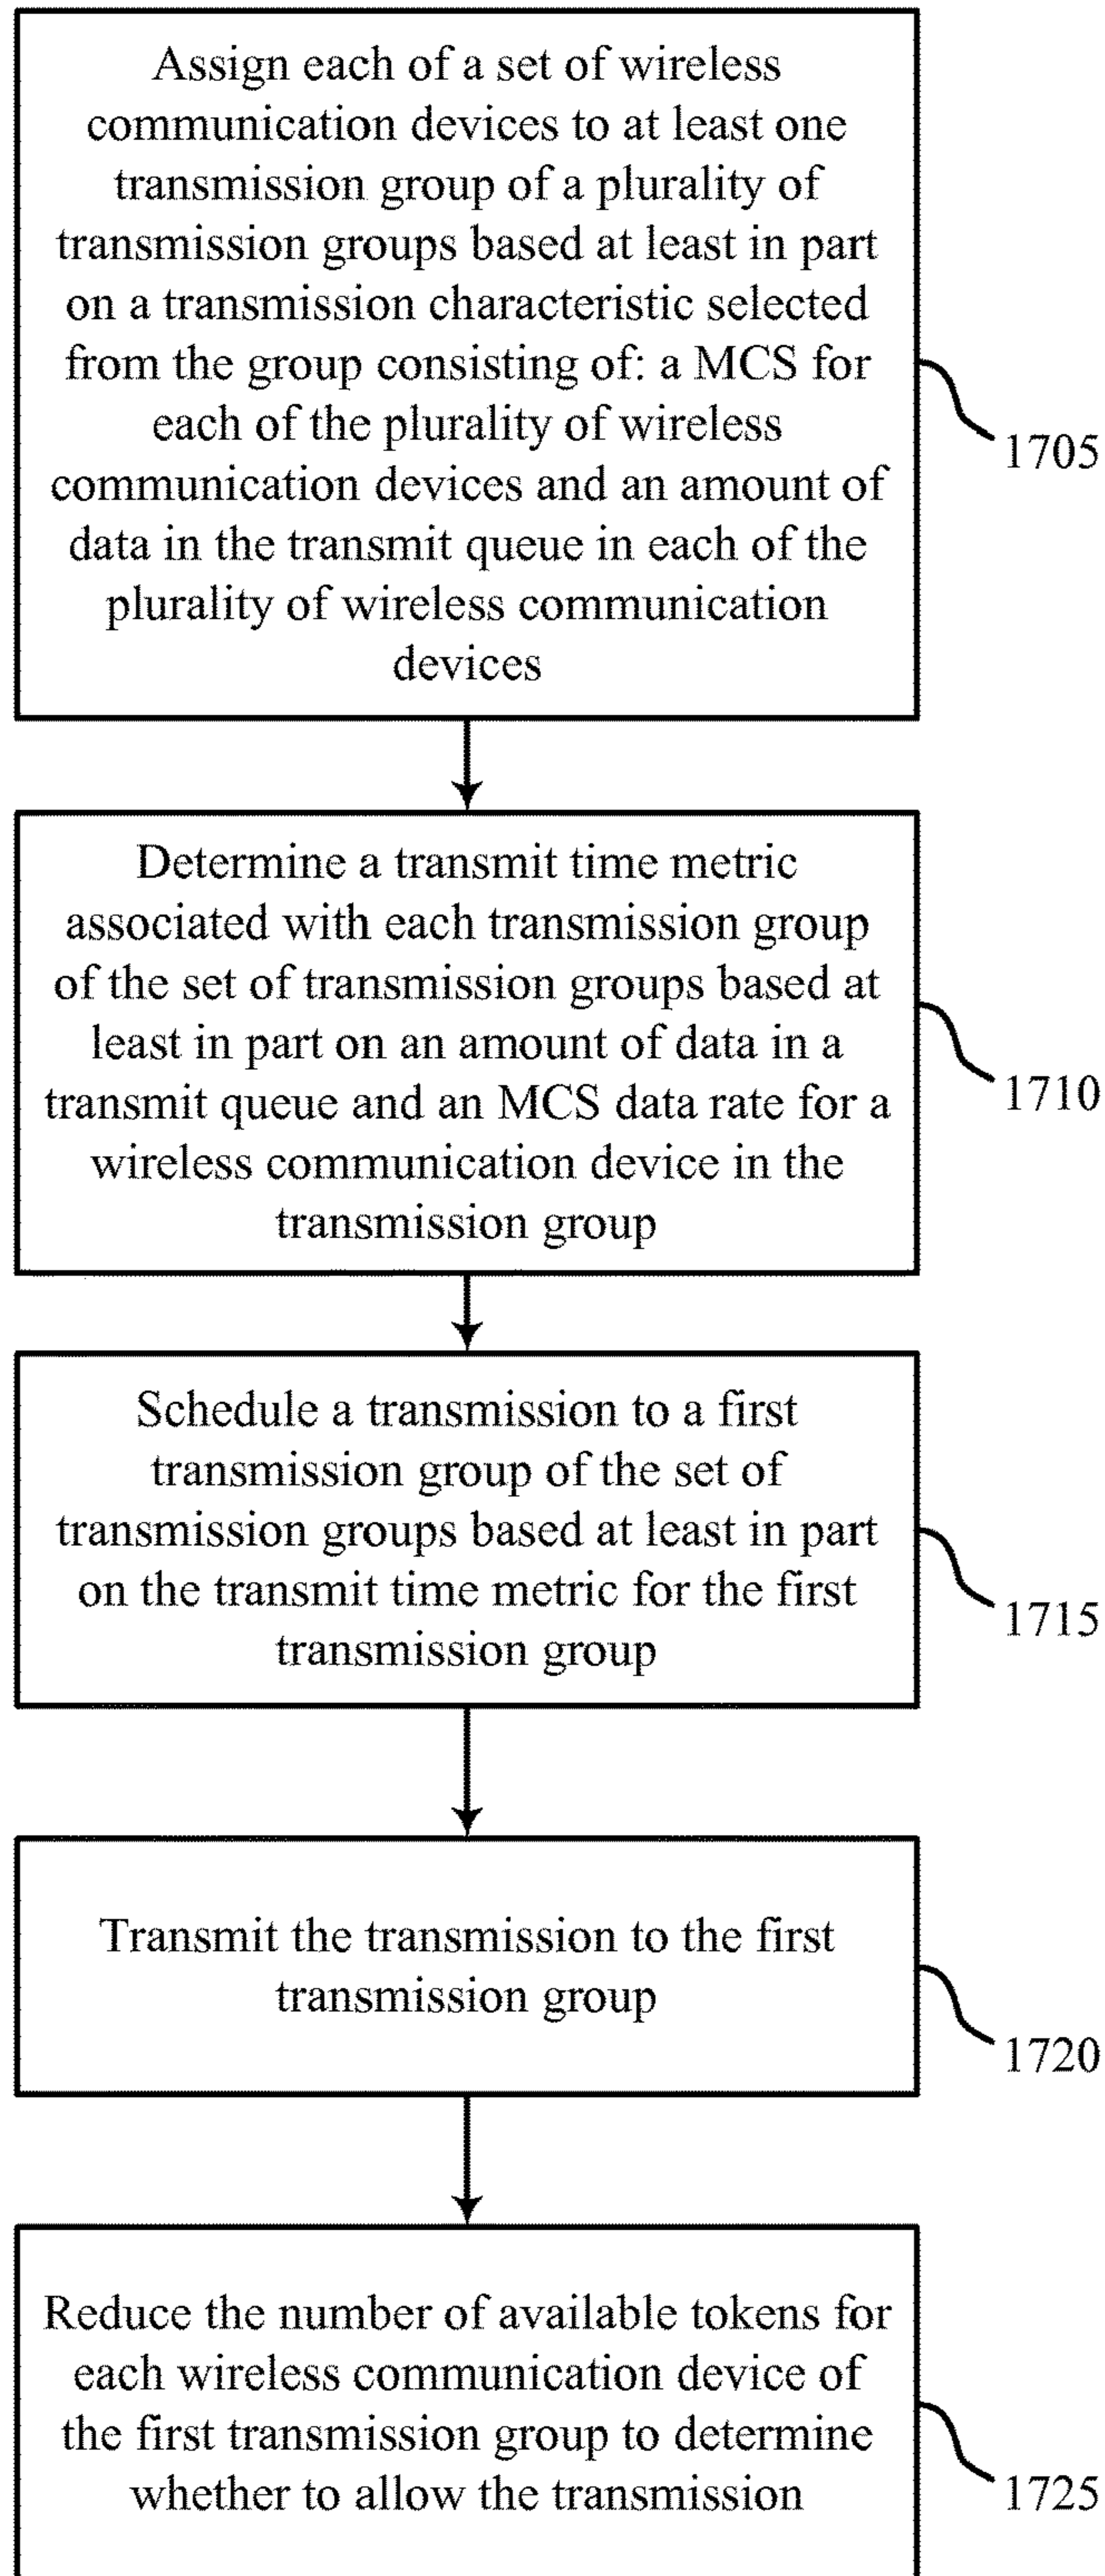 Assign each of a set of wireless
communication devices to at least one
transmission group of a plurality of
transmission groups based at least in part
on a transmission characteristic selected
from the group consisting of: a MCS for
each of the plurality of wireless
communication devices and an amount of
data in the transmit queue in each of the
plurality of wireless communication
devices
1705
Determine a transmit time metric
associated with each transmission group
of the set of transmission groups based at
least in part on an amount of data in a
transmit queue and an MCS data rate for a
wireless communication device in the
transmission group
1710
Schedule a transmission to a first
transmission group of the set of
transmission groups based at least in part
on the transmit time metric for the first
transmission group
1715
Transmit the transmission to the first
transmission group
1720
Reduce the number of available tokens for
each wireless communication device of
the first transmission group to determine
whether to allow the transmission
1725